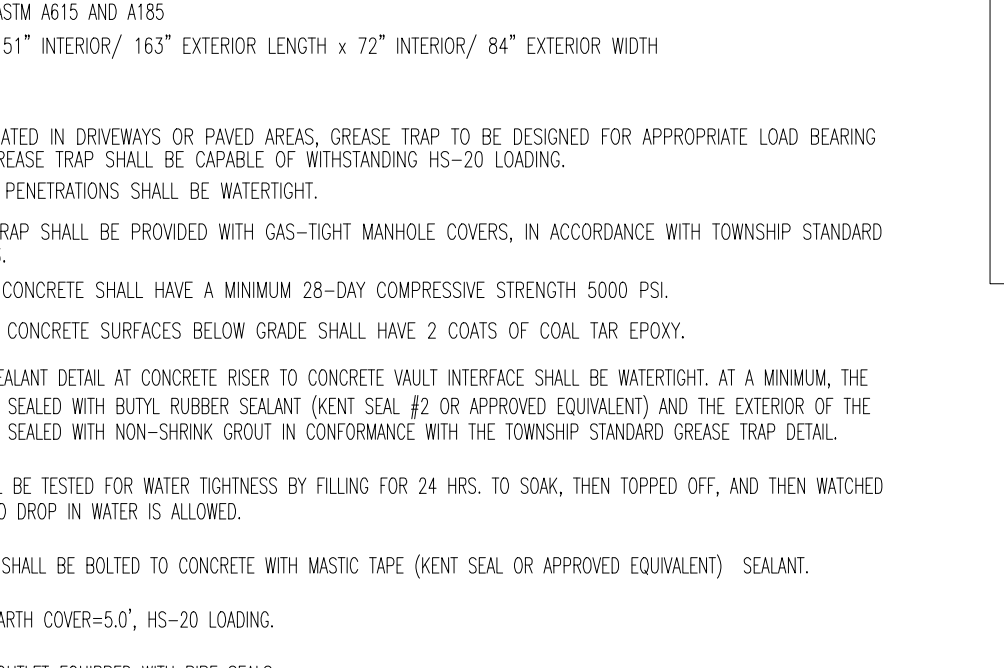 ASTM A615 AND A185
51" INTERIOR/ 163" EXTERIOR LENGTH x 72" INTERIOR/ 84" EXTERIOR WIDTH
ATED IN DRIVEWAYS OR PAVED AREAS, GREASE TRAP TO BE DESIGNED FOR APPROPRIATE LOAD BEARING
REASE TRAP SHALL BE CAPABLE OF WITHSTANDING HS-20 LOADING.
PENETRATIONS SHALL BE WATERTIGHT.
RAP SHALL BE PROVIDED WITH GAS-TIGHT MANHOLE COVERS, IN ACCORDANCE WITH TOWNSHIP STANDARD
S.
CONCRETE SHALL HAVE A MINIMUM 28-DAY COMPRESSIVE STRENGTH 5000 PSI.
CONCRETE SURFACES BELOW GRADE SHALL HAVE 2 COATS OF COAL TAR EPOXY.
EALANT DETAIL AT CONCRETE RISER TO CONCRETE VAULT INTERFACE SHALL BE WATERTIGHT. AT A MINIMUM, THE
SEALED WITH BUTYL RUBBER SEALANT (KENT SEAL #2 OR APPROVED EQUIVALENT) AND THE EXTERIOR OF THE
SEALED WITH NON-SHRINK GROUT IN CONFORMANCE WITH THE TOWNSHIP STANDARD GREASE TRAP DETAIL.
L BE TESTED FOR WATER TIGHTNESS BY FILLING FOR 24 HRS. TO SOAK, THEN TOPPED OFF, AND THEN WATCHED
O DROP IN WATER IS ALLOWED.
SHALL BE BOLTED TO CONCRETE WITH MASTIC TAPE (KENT SEAL OR APPROVED EQUIVALENT) SEALANT.
ARTH COVER=5.0', HS-20 LOADING.
OUTLET EQUIPPED WITH PIPE SEALS